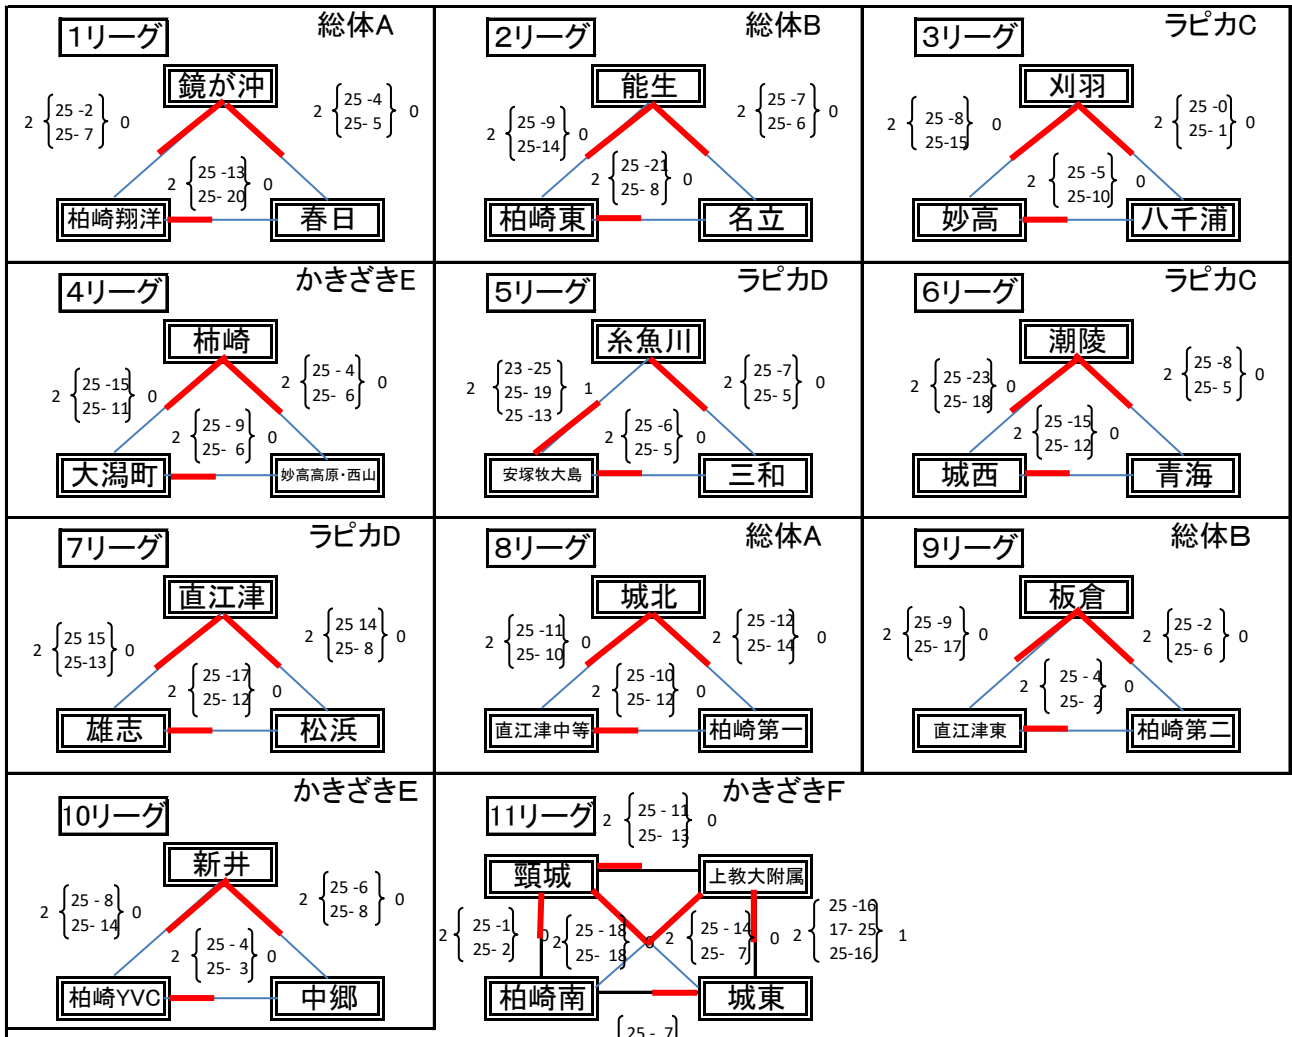 1リーグ
総体A
鏡が沖
2 25 -2 0
25- 7
2 25 -4 0
25- 5
2 25 -13 0
25- 20
柏崎翔洋
春日
2リーグ
総体B
能生
2 25 -9 0
25-14
2 25 -7 0
25- 6
2 25 -21 0
25- 8
柏崎東
名立
3リーグ
ラピカC
刈羽
2 25 -8 0
25-15
2 25 -0 0
25- 1
2 25 -5 0
25-10
妙高
八千浦
4リーグ
かきざきE
柿崎
2 25 -15 0
25- 11
2 25 - 4 0
25- 6
2 25 - 9 0
25- 6
大潟町
妙高高原・西山
5リーグ
ラピカD
糸魚川
2 23 -25 1
25- 19
25 -13
2 25 -7 0
25- 5
2 25 -6 0
25- 5
安塚牧大島
三和
6リーグ
ラピカC
潮陵
2 25 -23 0
25- 18
2 25 -8 0
25- 5
2 25 -15 0
25- 12
城西
青海
7リーグ
ラピカD
直江津
2 25 15 0
25-13
2 25 14 0
25- 8
2 25 -17 0
25- 12
雄志
松浜
8リーグ
総体A
城北
2 25 -11 0
25- 10
2 25 -12 0
25- 14
2 25 -10 0
25- 12
直江津中等
柏崎第一
9リーグ
総体B
板倉
2 25 -9 0
25- 17
2 25 -2 0
25- 6
2 25 - 4 0
25- 2
直江津東
柏崎第二
10リーグ
かきざきE
新井
2 25 - 8 0
25- 14
2 25 -6 0
25- 8
2 25 - 4 0
25- 3
柏崎YVC
中郷
11リーグ
かきざきF
2 25 - 11 0
25- 13
頸城
上教大附属
2 25 -1 0
25- 2
2 25 - 18 0
25- 18
2 25 - 14 0
25- 7
2 25 -16 1
17- 25
25-16
柏崎南
城東
25 - 7